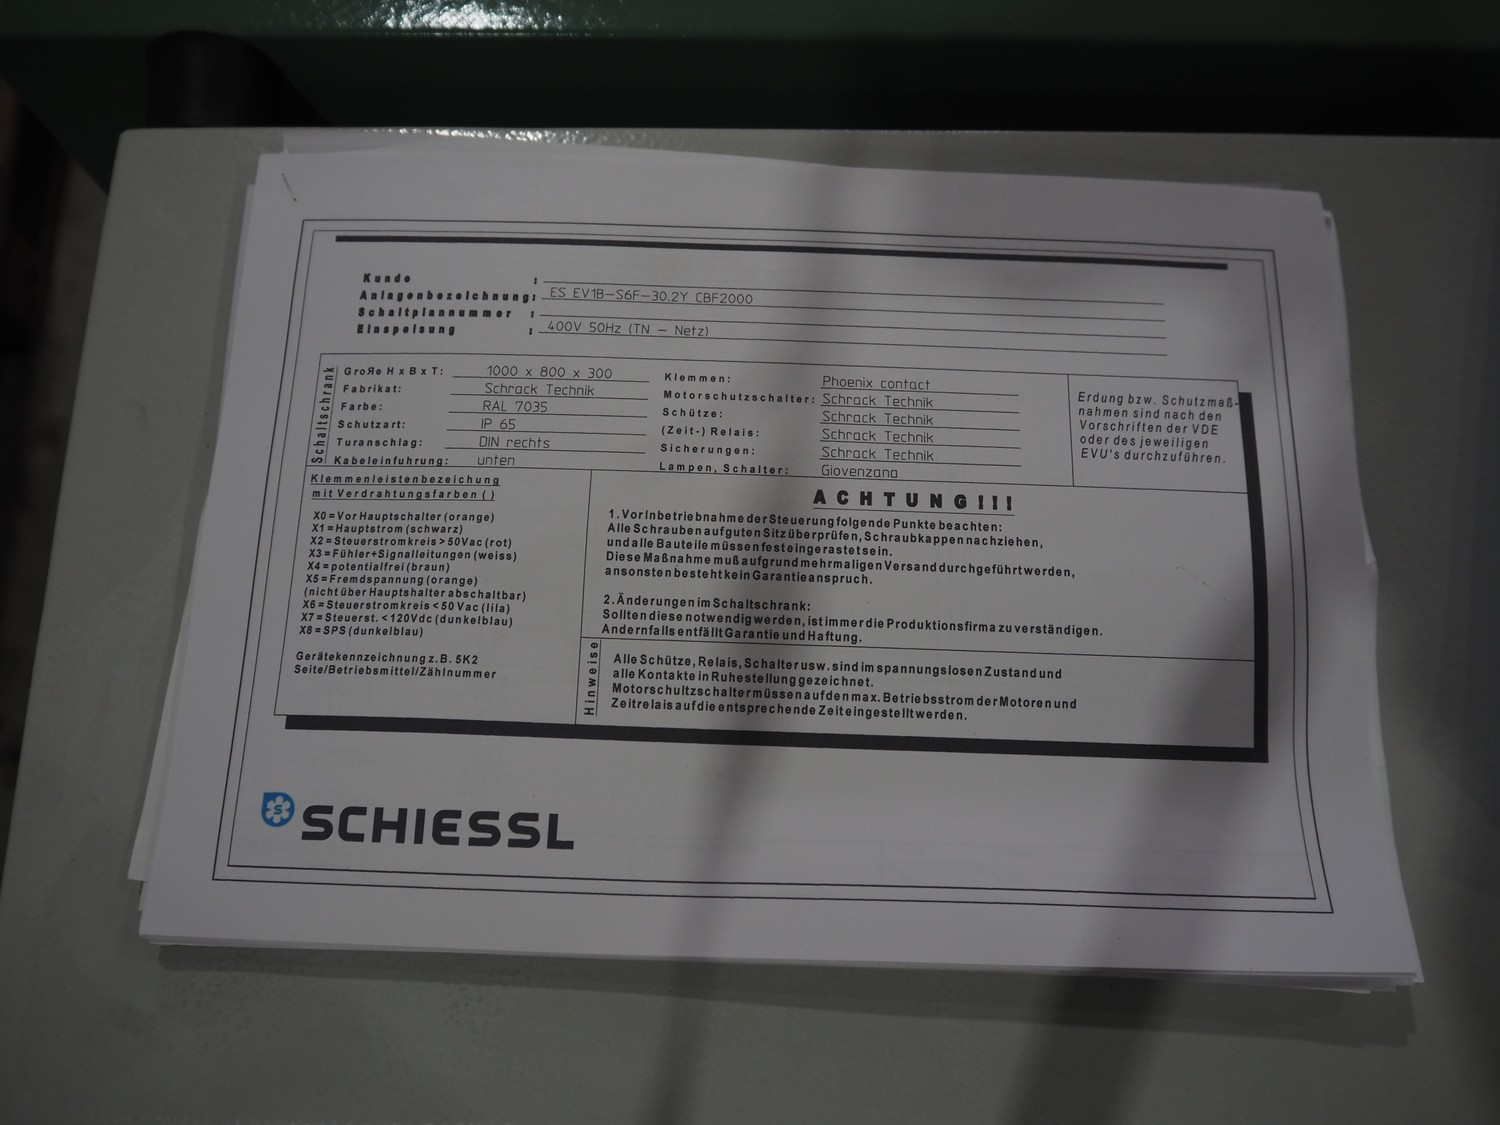 Kunde :
Anlagenbezeichnung: ES EV1B-S6F-30.2Y CBF2000
Schaltplannummer :
Einspeisung : 400V 50Hz (TN - Netz)
Schaltschrank
GroЯe H x B x T: 1000 x 800 x 300
Fabrikat: Schrack Technik
Farbe: RAL 7035
Schutzart: IP 65
Turanschlag: DIN rechts
Kabeleinfuhrung: unten
Klemmen: Phoenix contact
Motorschutzschalter: Schrack Technik
Schütze: Schrack Technik
(Zeit-) Relais: Schrack Technik
Sicherungen: Schrack Technik
Lampen, Schalter: Giovenzana
Erdung bzw. Schutzmaß-
nahmen sind nach den
Vorschriften der VDE
oder des jeweiligen
EVU's durchzuführen.
Klemmenleistenbezeichung
mit Verdrahtungsfarben ( )
X0 = Vor Hauptschalter (orange)
X1 = Hauptstrom (schwarz)
X2 = Steuerstromkreis > 50Vac (rot)
X3 = Fühler+Signalleitungen (weiss)
X4 = potentialfrei (braun)
X5 = Fremdspannung (orange)
(nicht über Hauptshalter abschaltbar)
X6 = Steuerstromkreis < 50 Vac (lila)
X7 = Steuerst. < 120Vdc (dunkelblau)
X8 = SPS (dunkelblau)
Gerätekennzeichnung z.B. 5K2
Seite/Betriebsmittel/Zählnummer
ACHTUNG!!!
1. Vor Inbetriebnahme der Steuerung folgende Punkte beachten:
Alle Schrauben auf guten Sitz überprüfen, Schraubkappen nachziehen,
und alle Bauteile müssen fest eingerastet sein.
Diese Maßnahme muß aufgrund mehrmaligen Versand durchgeführt werden,
ansonsten besteht kein Garantieanspruch.
2. Änderungen im Schaltschrank:
Sollten diese notwendig werden, ist immer die Produktionsfirma zu verständigen.
Andernfalls entfällt Garantie und Haftung.
Hinweise
Alle Schütze, Relais, Schalter usw. sind im spannungslosen Zustand und
alle Kontakte in Ruhestellung gezeichnet.
Motorschultzschalter müssen auf den max. Betriebsstrom der Motoren und
Zeitrelais auf die entsprechende Zeit eingestellt werden.
SCHIESSL